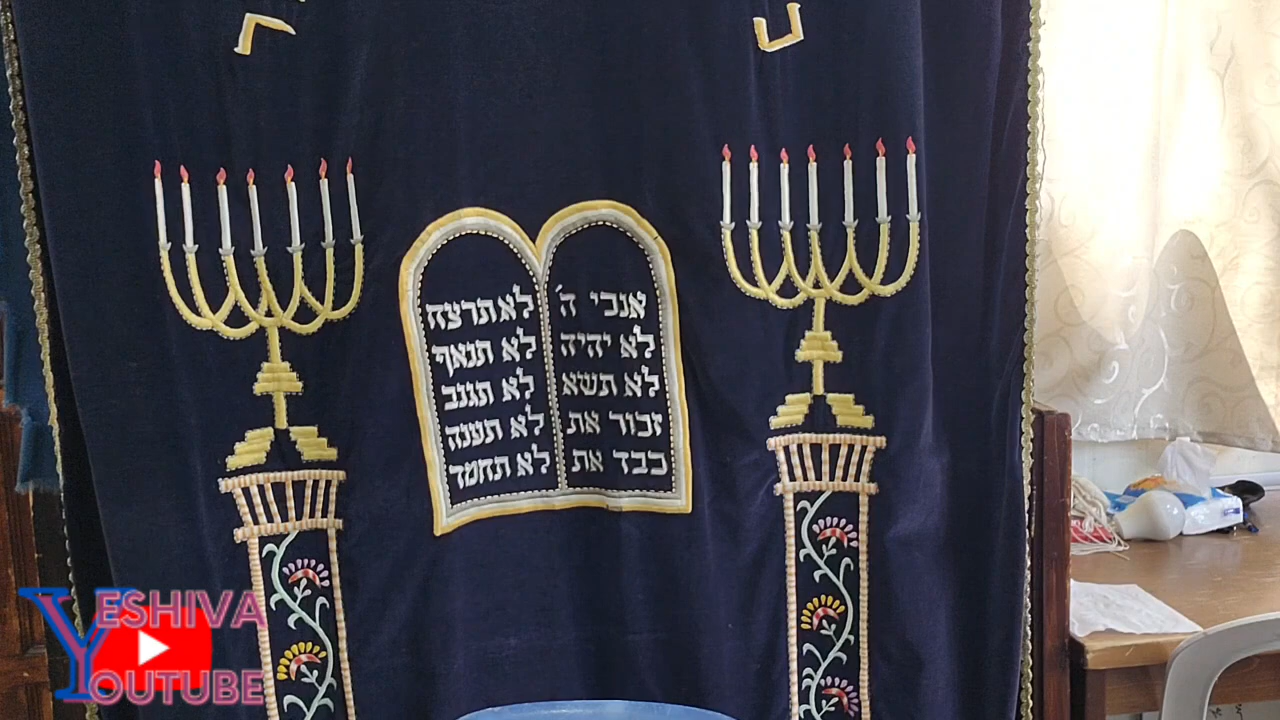 אנכי ה'
לא יהיה
לא תשא
זכור את
כבד את
לא תרצח
לא תנאף
לא תגנב
לא תענה
לא תחמד
YESHIVA
YOUTUBE